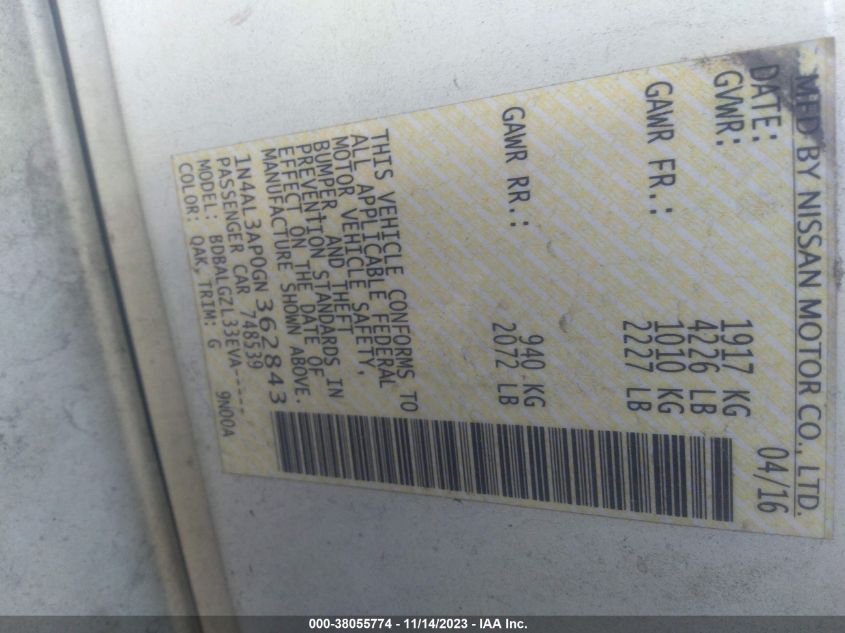 MFD BY NISSAN MOTOR CO., LTD.
DATE: 04/16
GVWR: 1917 KG
4226 LB
GAWR FR.: 1010 KG
2227 LB
GAWR RR.: 940 KG
2072 LB
THIS VEHICLE CONFORMS TO
ALL APPLICABLE FEDERAL
MOTOR VEHICLE SAFETY,
BUMPER, AND THEFT
PREVENTION STANDARDS IN
EFFECT ON THE DATE OF
MANUFACTURE SHOWN ABOVE.
1N4AL3AP0GN362843
PASSENGER CAR 748539
MODEL: BDBALGZL33EVA-----
COLOR: QAK, TRIM: G 9N00A
000-38055774 - 11/14/2023 - IAA Inc.